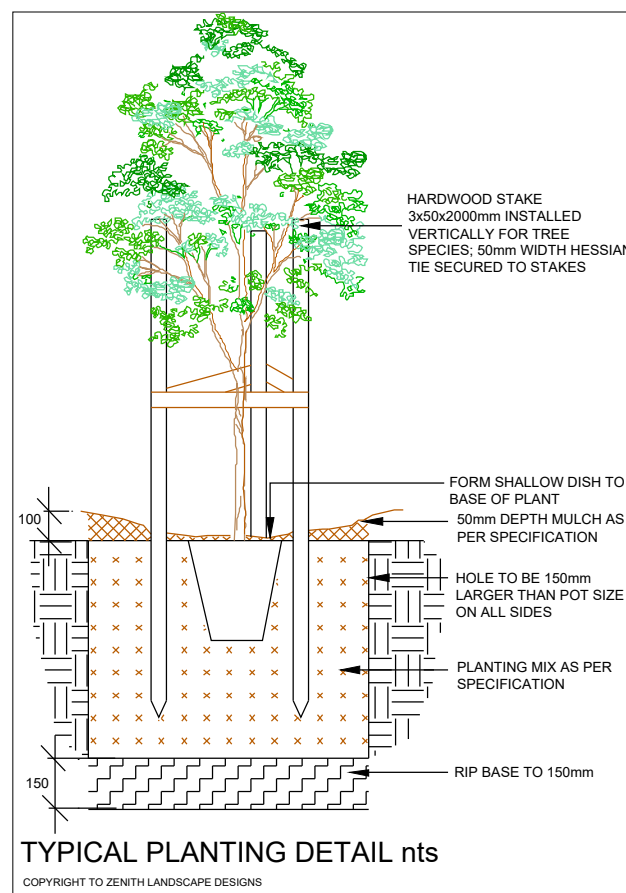 HARDWOOD STAKE
3x50x2000mm INSTALLED
VERTICALLY FOR TREE
SPECIES; 50mm WIDTH HESSIAN
TIE SECURED TO STAKES
FORM SHALLOW DISH TO
BASE OF PLANT
100
50mm DEPTH MULCH AS
PER SPECIFICATION
HOLE TO BE 150mm
LARGER THAN POT SIZE
ON ALL SIDES
PLANTING MIX AS PER
SPECIFICATION
150
RIP BASE TO 150mm
TYPICAL PLANTING DETAIL nts
COPYRIGHT TO ZENITH LANDSCAPE DESIGNS